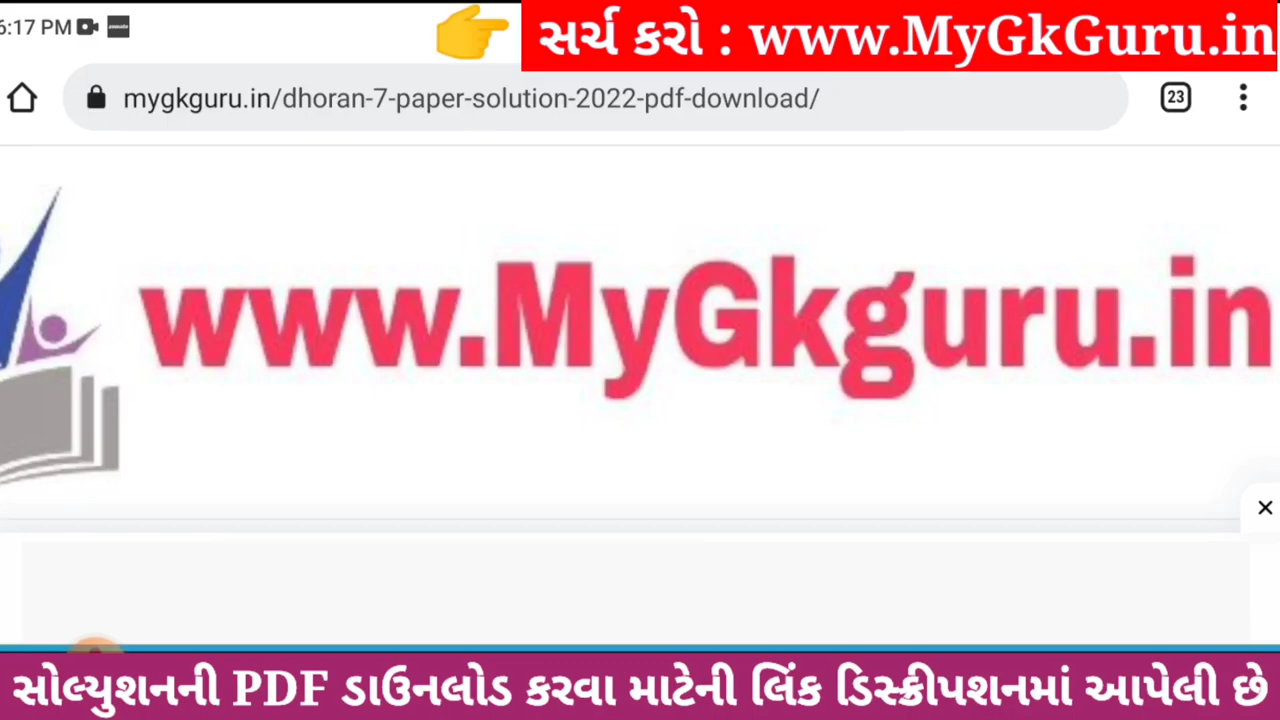 6:17 PM
સર્ચ કરો : www.MyGkGuru.in
mygkguru.in/dhoran-7-paper-solution-2022-pdf-download/
23
www.MyGkguru.in
સોલ્યુશનની PDF ડાઉનલોડ કરવા માટેની લિંક ડિસ્ક્રીપશનમાં આપેલી છે